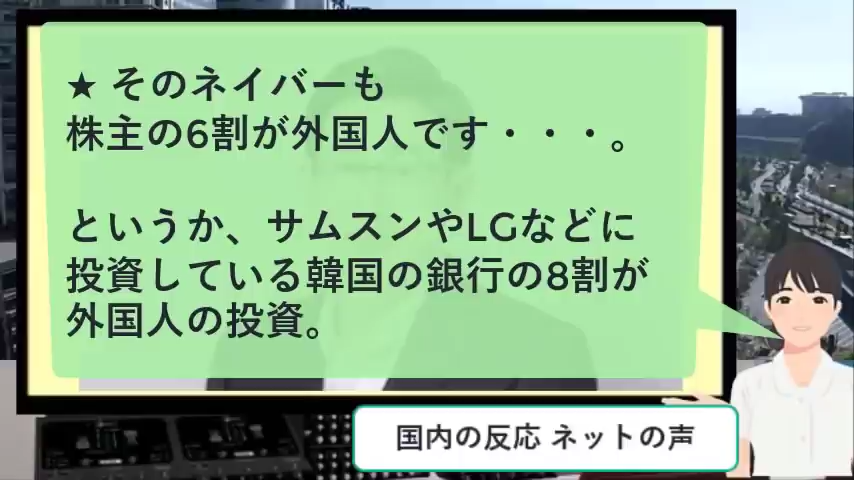 ★ そのネイバーも
株主の6割が外国人です・・・。
というか、サムスンやLGなどに
投資している韓国の銀行の8割が
外国人の投資。
国内の反応 ネットの声